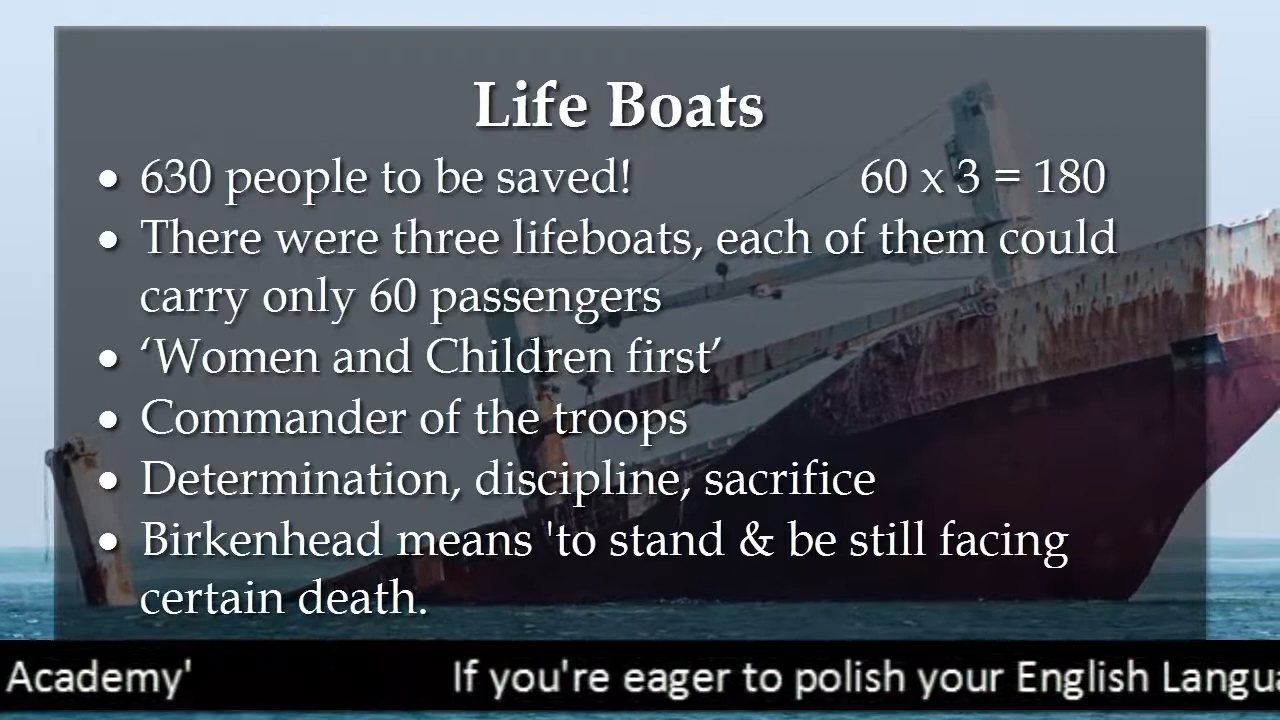 Life Boats
• 630 people to be saved! 60 x 3 = 180
• There were three lifeboats, each of them could
carry only 60 passengers
• ‘Women and Children first’
• Commander of the troops
• Determination, discipline, sacrifice
• Birkenhead means 'to stand & be still facing
certain death.
Academy' If you're eager to polish your English Langua